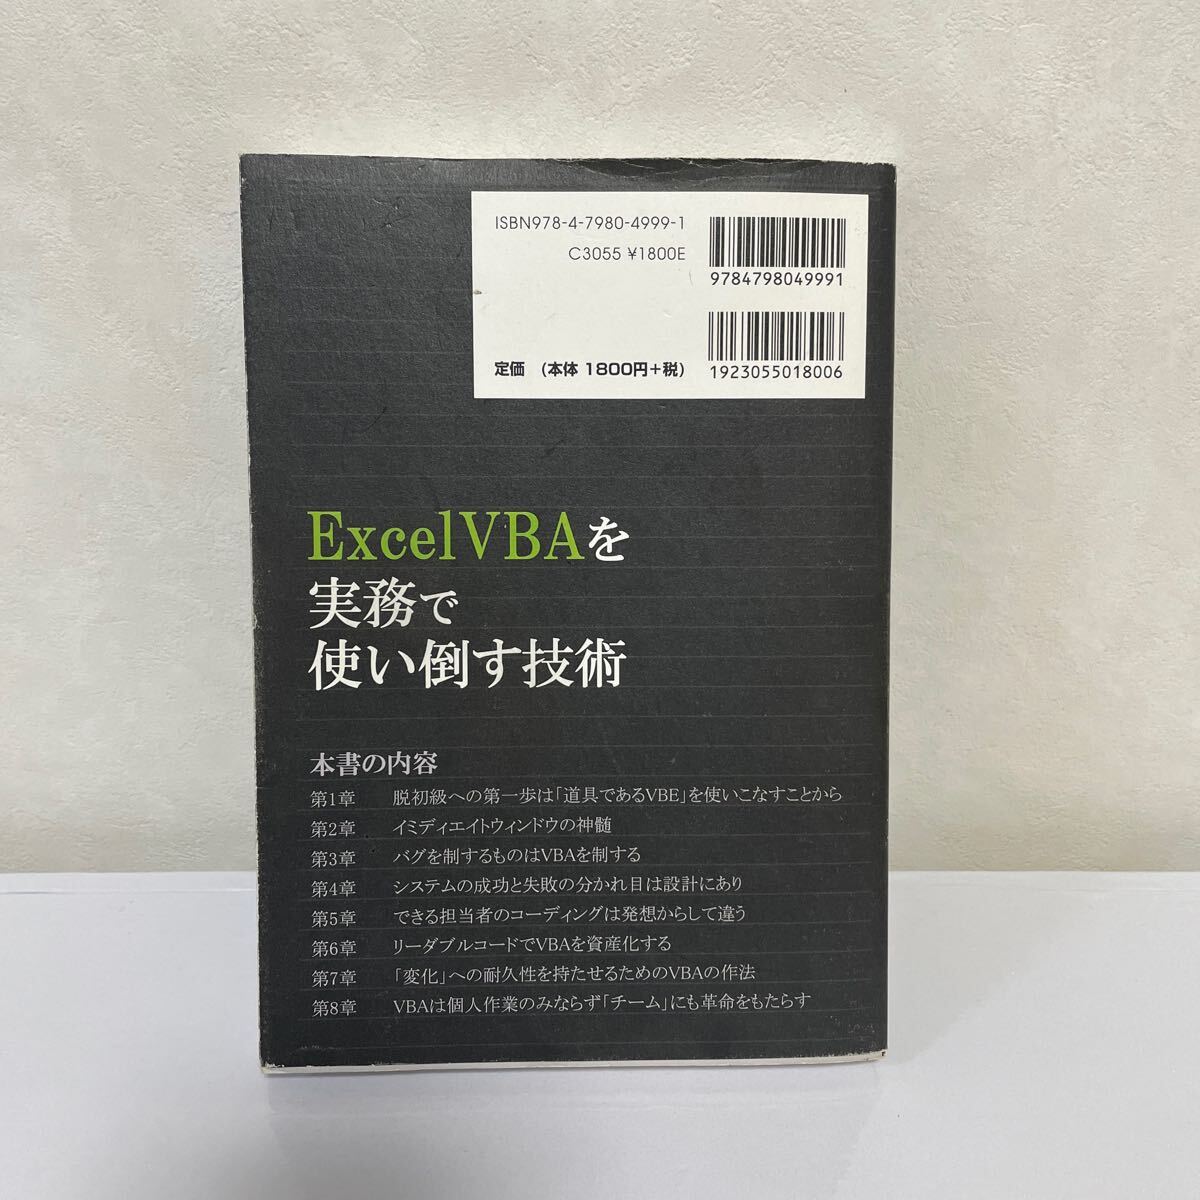 ISBN978-4-7980-4999-1
C3055 ¥1800E
9784798049991
定価 (本体 1800円+税)
1923055018006
ExcelVBAを
実務で
使い倒す技術
本書の内容
第1章 脱初級への第一歩は「道具であるVBE」を使いこなすことから
第2章 イミディエイトウィンドウの神髄
第3章 バグを制するものはVBAを制する
第4章 システムの成功と失敗の分かれ目は設計にあり
第5章 できる担当者のコーディングは発想からして違う
第6章 リーダブルコードでVBAを資産化する
第7章 「変化」への耐久性を持たせるためのVBAの作法
第8章 VBAは個人作業のみならず「チーム」にも革命をもたらす